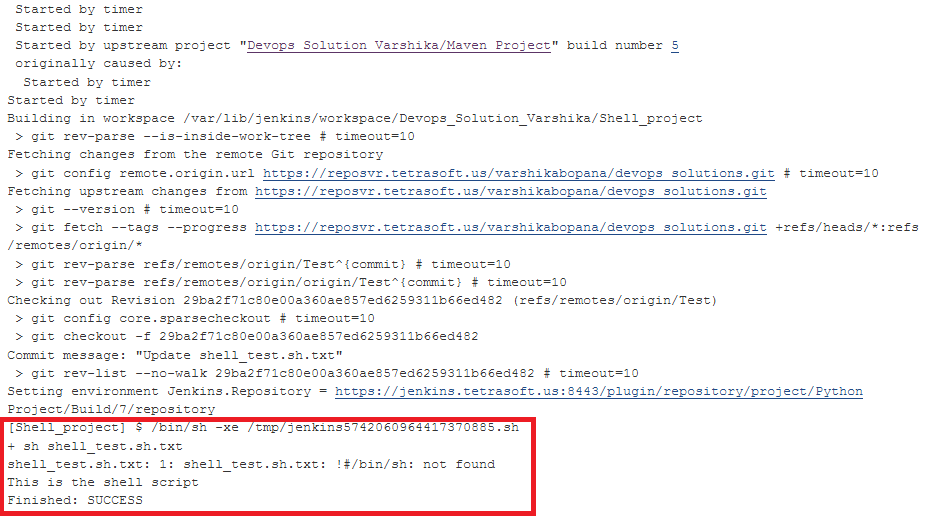 Started by timer
Started by timer
Started by upstream project "Devops Solution Varshika/Maven Project" build number 5
originally caused by:
Started by timer
Started by timer
Building in workspace /var/lib/jenkins/workspace/Devops_Solution_Varshika/Shell_project
> git rev-parse --is-inside-work-tree # timeout=10
Fetching changes from the remote Git repository
> git config remote.origin.url https://reposvr.tetrasoft.us/varshikabopana/devops_solutions.git # timeout=10
Fetching upstream changes from https://reposvr.tetrasoft.us/varshikabopana/devops_solutions.git
> git --version # timeout=10
> git fetch --tags --progress https://reposvr.tetrasoft.us/varshikabopana/devops_solutions.git +refs/heads/*:refs
/remotes/origin/*
> git rev-parse refs/remotes/origin/Test^{commit} # timeout=10
> git rev-parse refs/remotes/origin/origin/Test^{commit} # timeout=10
Checking out Revision 29ba2f71c80e00a360ae857ed6259311b66ed482 (refs/remotes/origin/Test)
> git config core.sparsecheckout # timeout=10
> git checkout -f 29ba2f71c80e00a360ae857ed6259311b66ed482
Commit message: "Update shell_test.sh.txt"
> git rev-list --no-walk 29ba2f71c80e00a360ae857ed6259311b66ed482 # timeout=10
Setting environment Jenkins.Repository = https://jenkins.tetrasoft.us:8443/plugin/repository/project/Python
Project/Build/7/repository
[Shell_project] $ /bin/sh -xe /tmp/jenkins5742060964417370885.sh
+ sh shell_test.sh.txt
shell_test.sh.txt: 1: shell_test.sh.txt: !#/bin/sh: not found
This is the shell script
Finished: SUCCESS